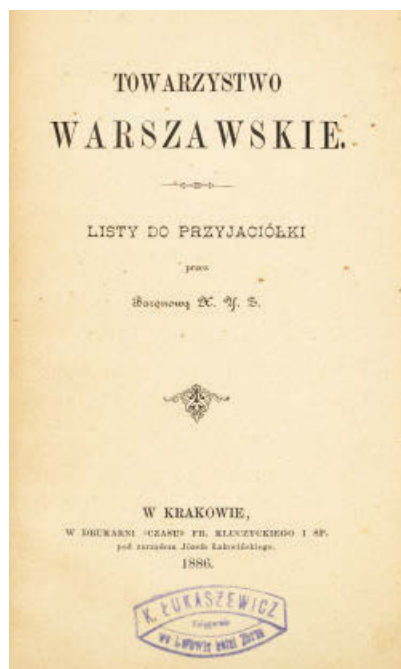 TOWARZYSTWO
WARSZAWSKIE.
LISTY DO PRZYJACIÓŁKI
przez
Baronową X. Y. Z.
W KRAKOWIE,
W DRUKARNI «CZASU» FR. KLUCZYCKIEGO I SP.
pod zarządem Józefa Łakocińskiego.
1886.
K. ŁUKASZEWICZ
Księgarnia
we Lwowie